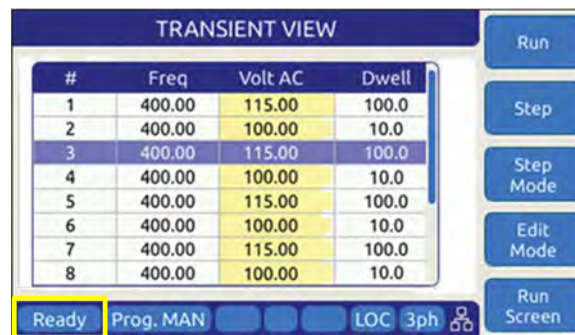 TRANSIENT VIEW
# Freq Volt AC Dwell
1 400.00 115.00 100.0
2 400.00 100.00 10.0
3 400.00 115.00 100.0
4 400.00 100.00 10.0
5 400.00 115.00 100.0
6 400.00 100.00 10.0
7 400.00 115.00 100.0
8 400.00 100.00 10.0
Ready Prog. MAN LOC 3ph
Run
Step
Step
Mode
Edit
Mode
Run
Screen